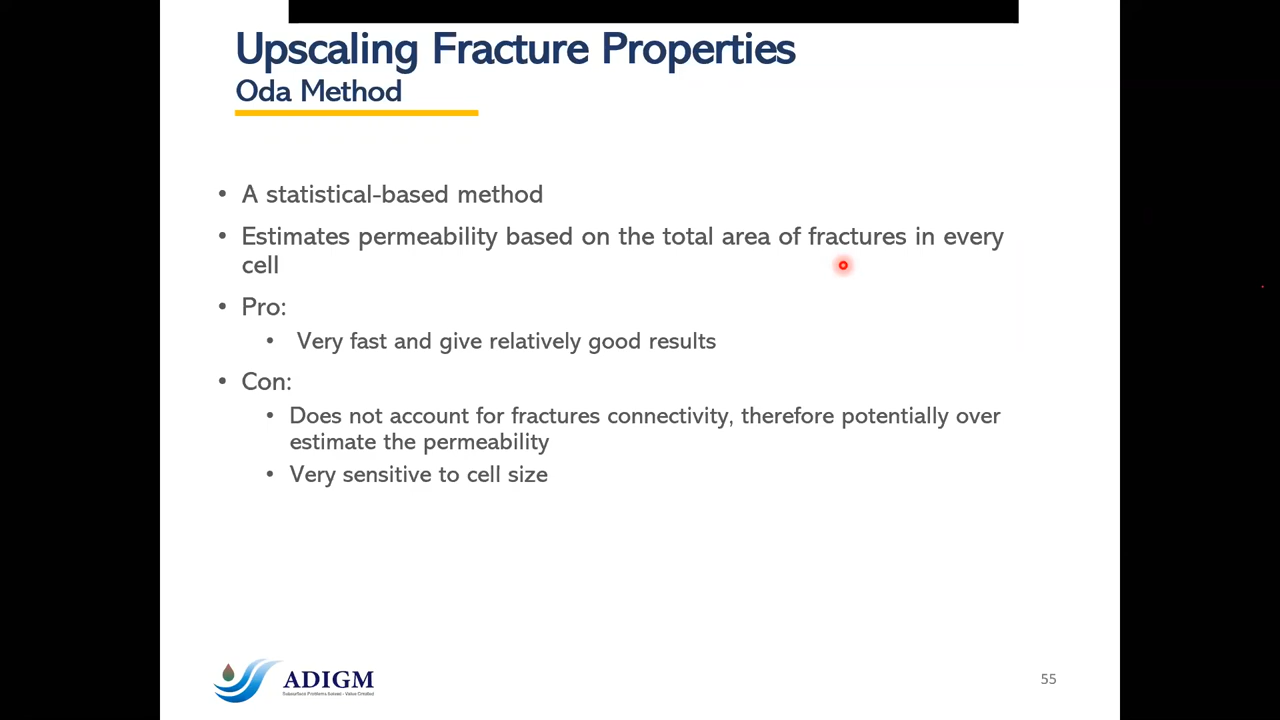 Upscaling Fracture Properties
Oda Method
• A statistical-based method
• Estimates permeability based on the total area of fractures in every
cell
• Pro:
• Very fast and give relatively good results
• Con:
• Does not account for fractures connectivity, therefore potentially over
estimate the permeability
• Very sensitive to cell size
ADIGM
Subsurface Problems Solved - Value Created
55